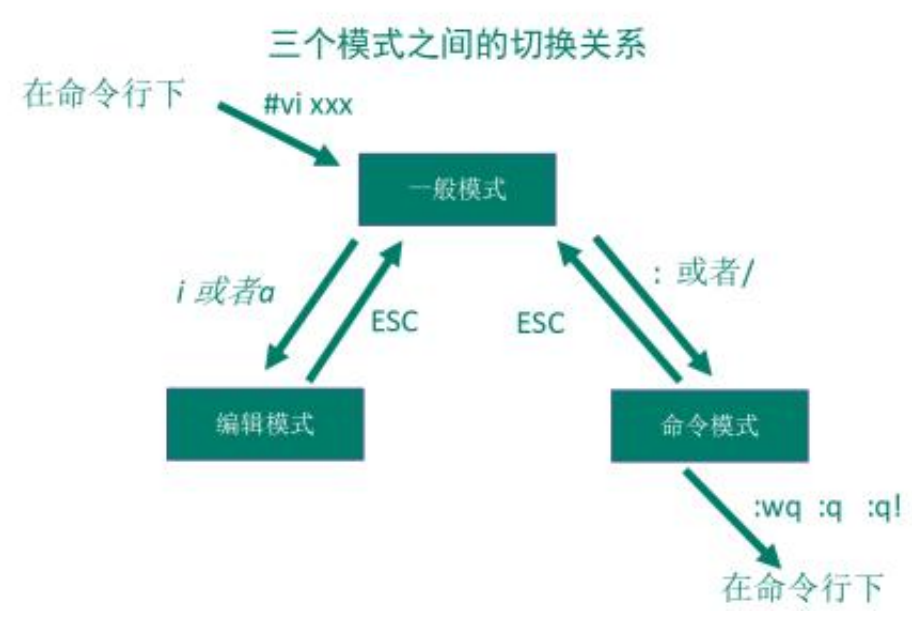 三个模式之间的切换关系
在命令行下
#vi xxx
一般模式
i 或者a
ESC
ESC
: 或者/
编辑模式
命令模式
:wq :q :q!
在命令行下